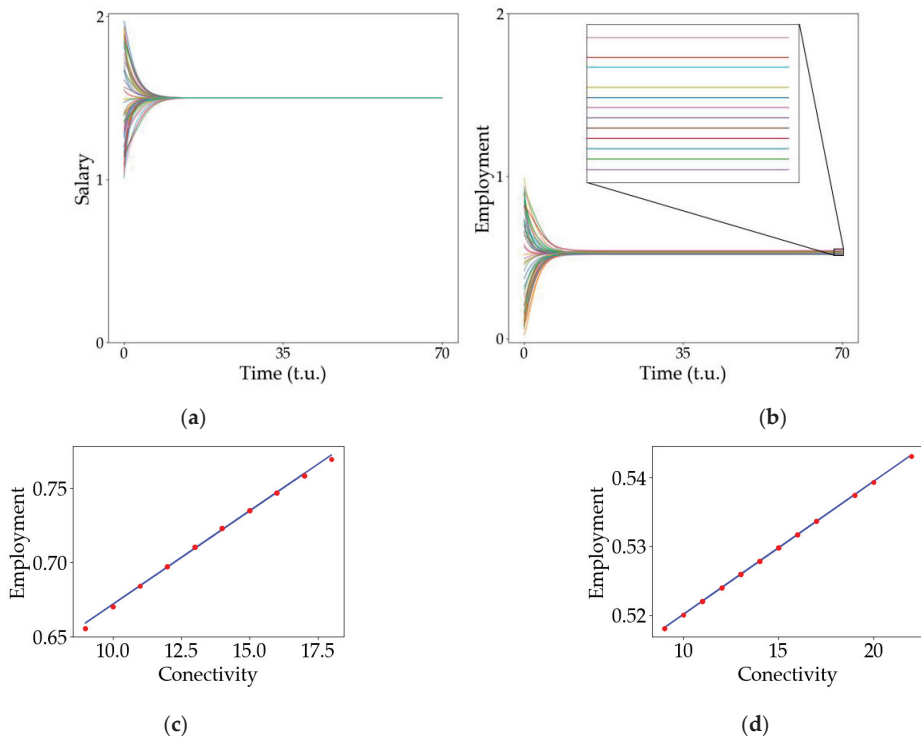 2
1
0
Salary
0
35
70
Time (t.u.)
(a)
2
1
0
Employment
0
35
70
Time (t.u.)
(b)
0.75
0.70
0.65
Employment
10.0
12.5
15.0
17.5
Conectivity
(c)
0.54
0.53
0.52
Employment
10
15
20
Conectivity
(d)